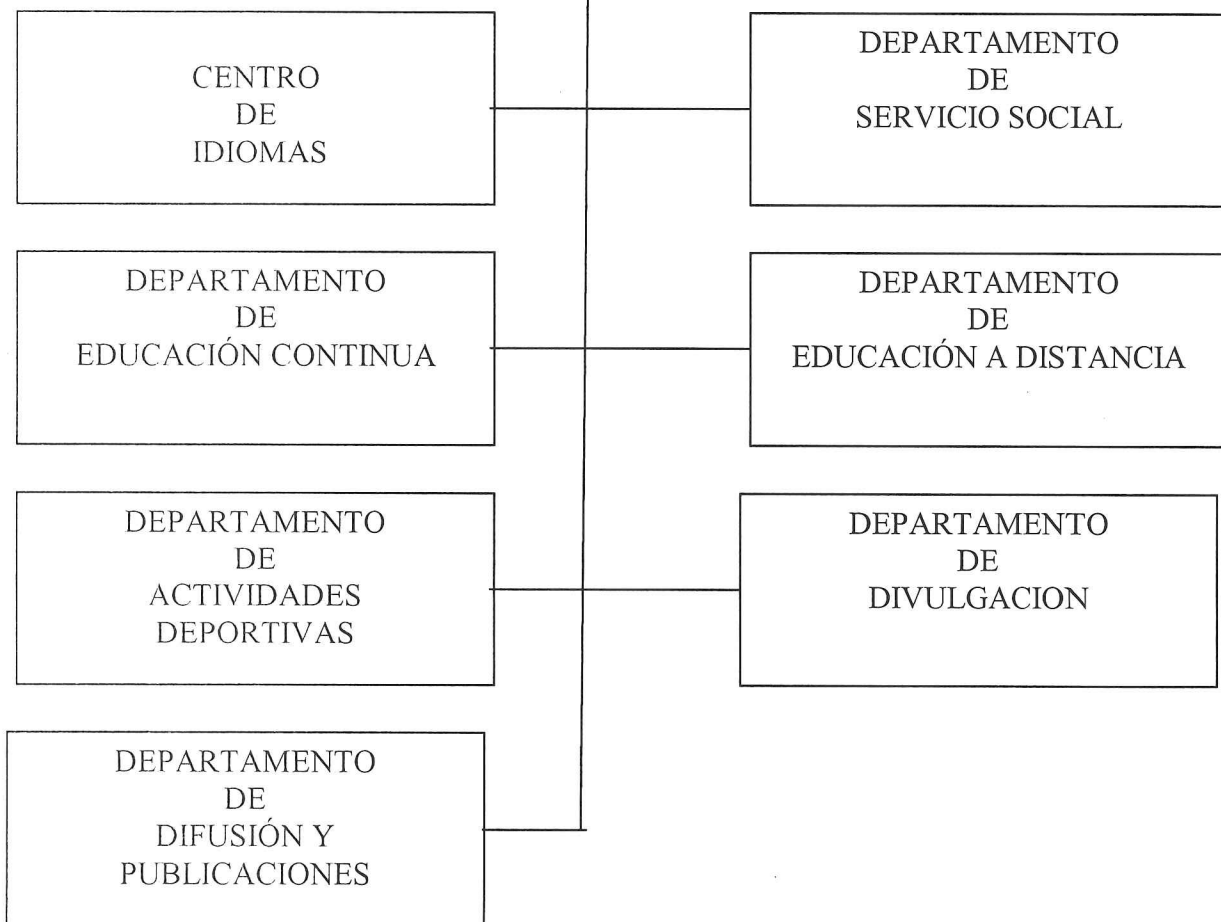 CENTRO
DE
IDIOMAS
DEPARTAMENTO
DE
SERVICIO SOCIAL
DEPARTAMENTO
DE
EDUCACIÓN CONTINUA
DEPARTAMENTO
DE
EDUCACIÓN A DISTANCIA
DEPARTAMENTO
DE
ACTIVIDADES
DEPORTIVAS
DEPARTAMENTO
DE
DIVULGACION
DEPARTAMENTO
DE
DIFUSIÓN Y
PUBLICACIONES